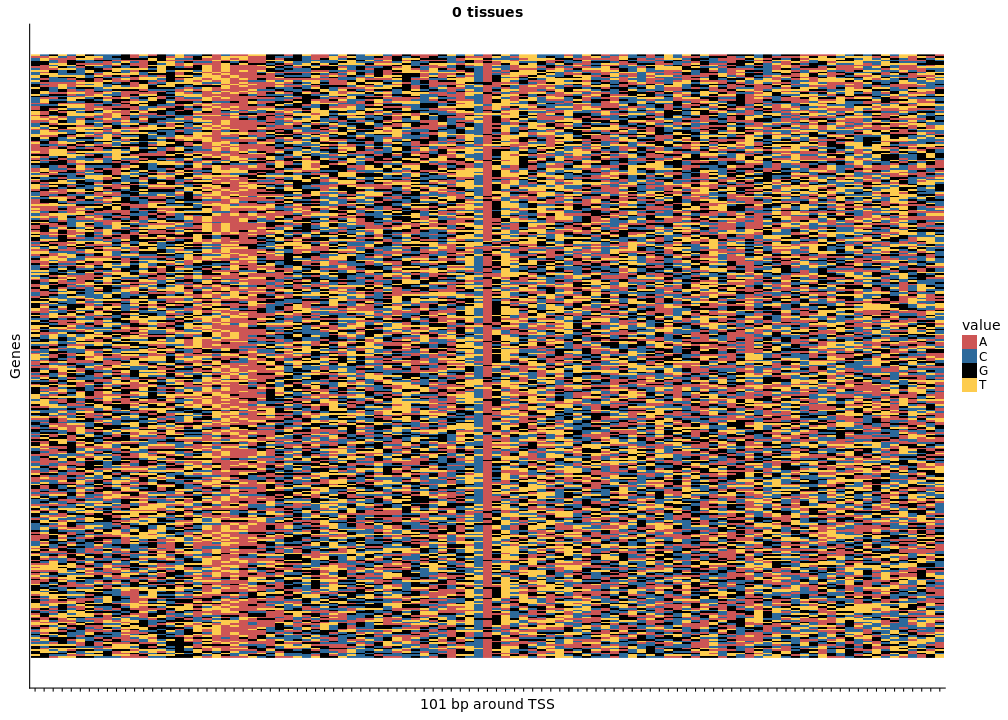 0 tissues
Genes
value
A
C
G
T
101 bp around TSS